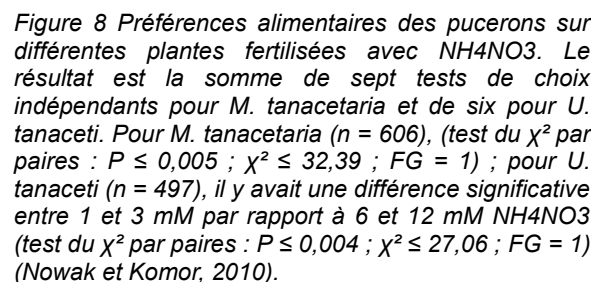 Figure 8 Préférences alimentaires des pucerons sur
différentes plantes fertilisées avec NH4NO3. Le
résultat est la somme de sept tests de choix
indépendants pour M. tanacetaria et de six pour U.
tanaceti. Pour M. tanacetaria (n = 606), (test du χ² par
paires : P ≤ 0,005 ; χ² ≤ 32,39 ; FG = 1) ; pour U.
tanaceti (n = 497), il y avait une différence significative
entre 1 et 3 mM par rapport à 6 et 12 mM NH4NO3
(test du χ² par paires : P ≤ 0,004 ; χ² ≤ 27,06 ; FG = 1)
(Nowak et Komor, 2010).